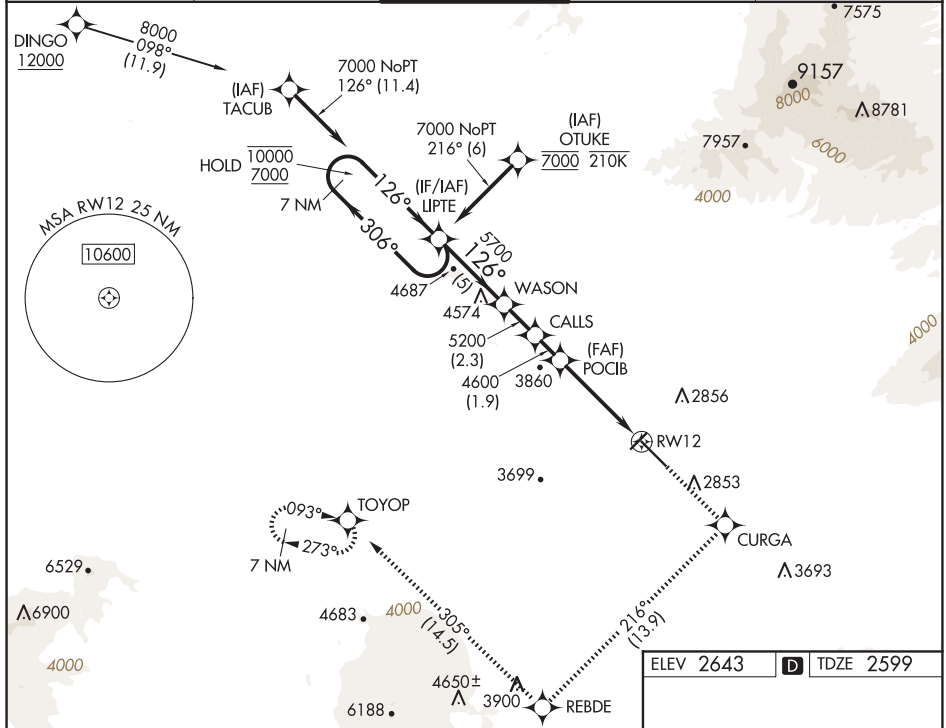 DINGO
12000
8000
098°
(11.9)
(IAF)
TACUB
7000 NoPT
126° (11.4)
HOLD
10000
7000
7 NM
126°
306°
7000 NoPT
216° (6)
(IAF)
OTUKE
7000 210K
(IF/IAF)
LIPTE
7575
9157
8000
8781
7957
6000
4000
MSA RW12 25 NM
10600
5700
126°
(5)
4687
4574
WASON
CALLS
5200
(2.3)
(FAF)
POCIB
4600
(1.9)
3860
4000
2856
RW12
3699
2853
093°
TOYOP
273°
7 NM
CURGA
3693
6529
6900
4000
4683
4000
305°
(14.5)
216°
(13.9)
4650±
3900
6188
REBDE
ELEV 2643 D TDZE 2599